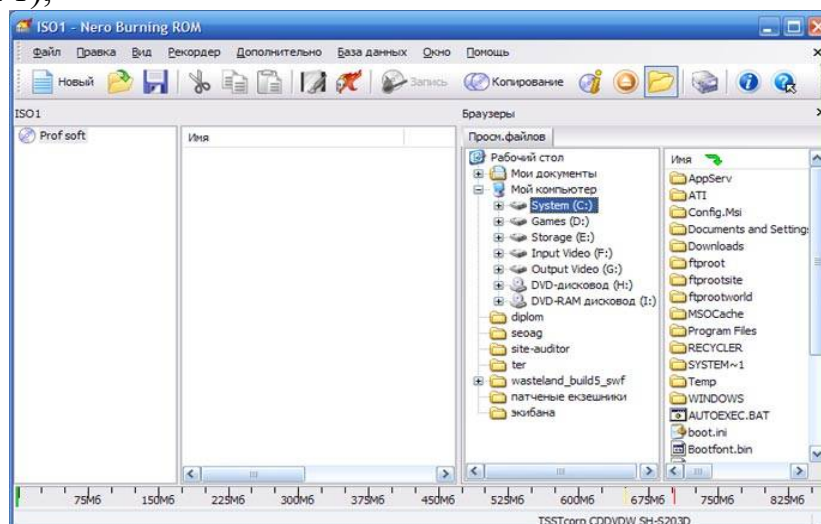 ISO1 - Nero Burning ROM
Файл Правка Вид Рекордер Дополнительно База данных Окно Помощь
Новый Запись Копирование
ISO1
Браузеры
Prof soft
Имя
Просм.файлов
Рабочий стол
Мои документы
Мой компьютер
System (C:)
Games (D:)
Storage (E:)
Input Video (F:)
Output Video (G:)
DVD-дисковод (H:)
DVD-RAM дисковод (I:)
diplom
seoag
site-auditor
ter
wasteland_build5_swf
патченые екзешники
экибана
Имя
AppServ
ATI
Config.Msi
Documents and Setting
Downloads
ftproot
ftprootsite
ftprootworld
MSOCache
Program Files
RECYCLER
SYSTEM~1
Temp
WINDOWS
AUTOEXEC.BAT
boot.ini
Bootfont.bin
75Мб 150Мб 225Мб 300Мб 375Мб 450Мб 525Мб 600Мб 675Мб 750Мб 825Мб
TSSTcorp CDDVDW SH-S203D